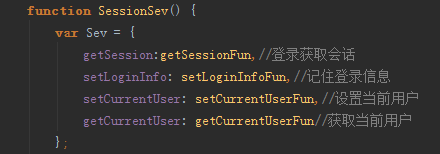 function SessionSev() {
var Sev = {
getSession:getSessionFun,//登录获取会话
setLoginInfo: setLoginInfoFun,//记住登录信息
setCurrentUser: setCurrentUserFun,//设置当前用户
getCurrentUser: getCurrentUserFun//获取当前用户
};